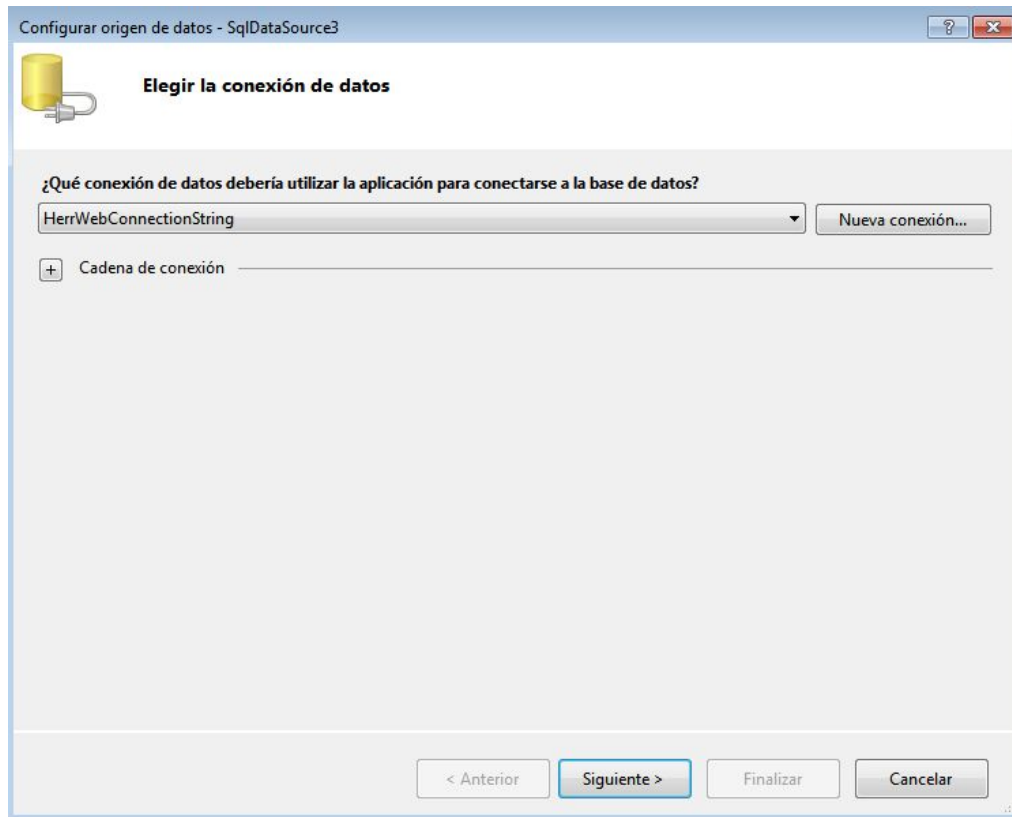 Configurar origen de datos - SqlDataSource3
Elegir la conexión de datos
¿Qué conexión de datos debería utilizar la aplicación para conectarse a la base de datos?
HerrWebConnectionString
Nueva conexión...
+ Cadena de conexión
< Anterior
Siguiente >
Finalizar
Cancelar